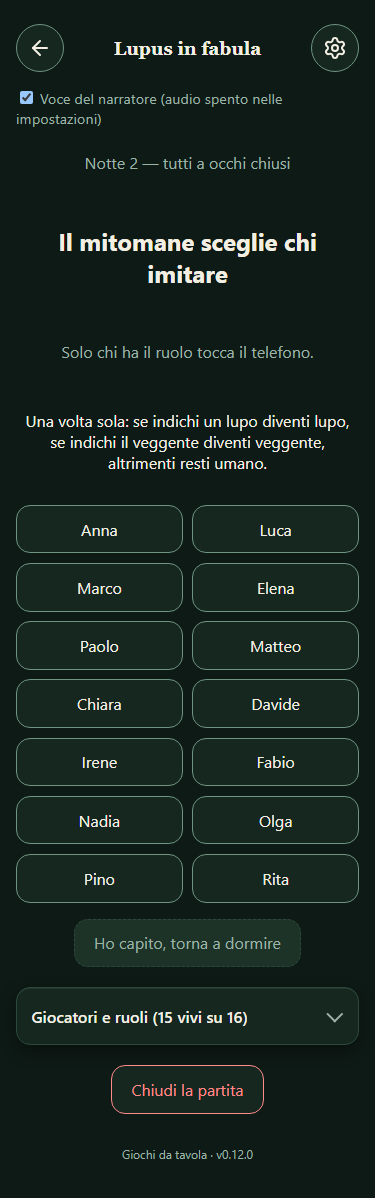 Lupus in fabula
Voce del narratore (audio spento nelle
impostazioni)
Notte 2 — tutti a occhi chiusi
Il mitomane sceglie chi
imitare
Solo chi ha il ruolo tocca il telefono.
Una volta sola: se indichi un lupo diventi lupo,
se indichi il veggente diventi veggente,
altrimenti resti umano.
Anna
Luca
Marco
Elena
Paolo
Matteo
Chiara
Davide
Irene
Fabio
Nadia
Olga
Pino
Rita
Ho capito, torna a dormire
Giocatori e ruoli (15 vivi su 16)
Chiudi la partita
Giochi da tavola · v0.12.0